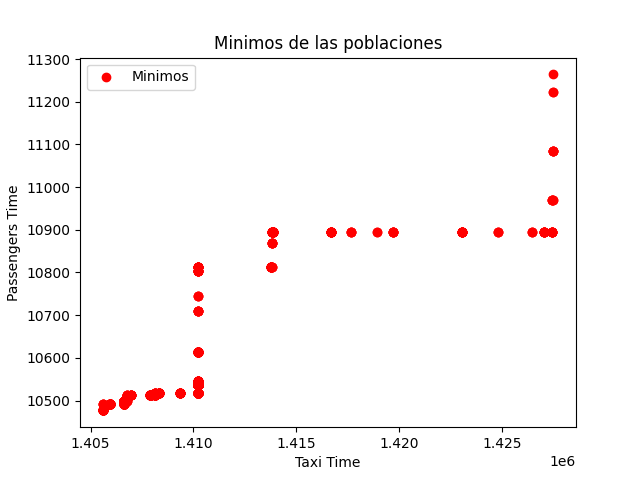 Minimos de las poblaciones
Minimos
Passengers Time
11300
11200
11100
11000
10900
10800
10700
10600
10500
1.405 1.410 1.415 1.420 1.425
1e6
Taxi Time